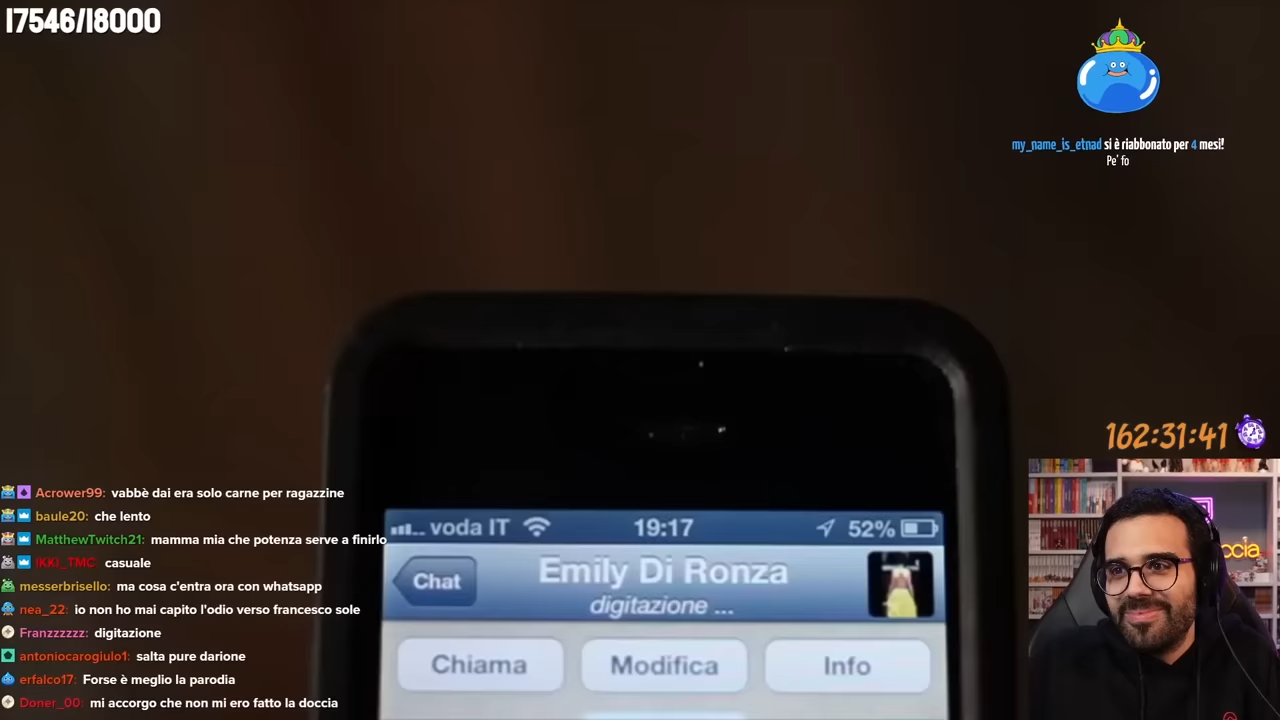 17546/18000
my_name_is_etnad si è riabbonato per 4 mesi!
Pe' fo
162:31:41
Acrower99: vabbè dai era solo carne per ragazzine
baule20: che lento
MatthewTwitch21: mamma mia che potenza serve a finirlo
IKKI_TMC: casuale
messerbrisello: ma cosa c'entra ora con whatsapp
nea_22: io non ho mai capito l'odio verso francesco sole
Franzzzzzz: digitazione
antoniocarogiulo1: salta pure darione
erfalco17: Forse è meglio la parodia
Doner_00: mi accorgo che non mi ero fatto la doccia
voda IT 19:17 52%
Chat
Emily Di Ronza
digitazione ...
Chiama Modifica Info
occia